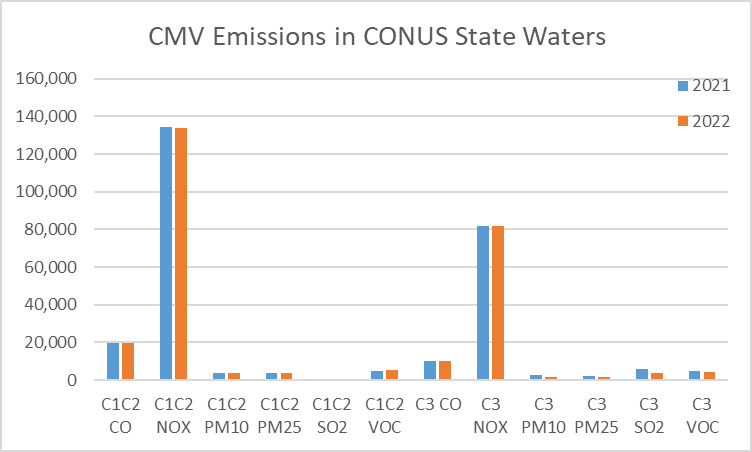 CMV Emissions in CONUS State Waters
160,000
140,000
120,000
100,000
80,000
60,000
40,000
20,000
0
2021
2022
C1C2 CO
C1C2 NOX
C1C2 PM10
C1C2 PM25
C1C2 SO2
C1C2 VOC
C3 CO
C3 NOX
C3 PM10
C3 PM25
C3 SO2
C3 VOC